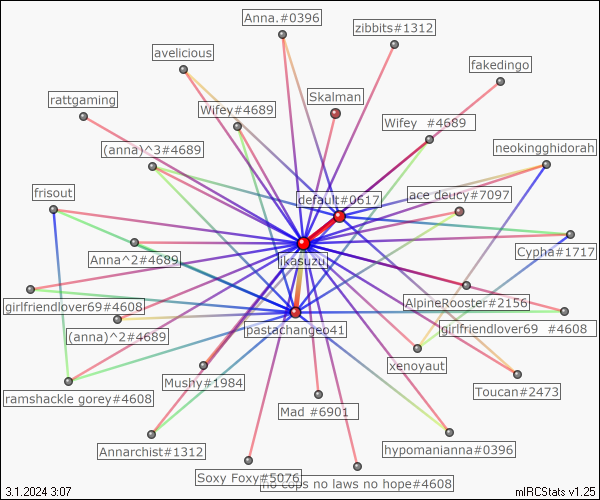 Anna.#0396
zibbits#1312
avelicious
fakedingo
rattgaming
Skalman
Wifey#4689
Wifey #4689
(anna)^3#4689
neokingghidorah
frisout
default#0617
ace deucy#7097
Cypha#1717
Anna^2#4689
ikasuzu
girlfriendlover69#4608
AlpineRooster#2156
(anna)^2#4689
pastachangeo41
girlfriendlover69 #4608
xenoyaut
Mushy#1984
Toucan#2473
ramshackle gorey#4608
Mad #6901
Annarchist#1312
hypomanianna#0396
Soxy Foxy#5076
no cops no laws no hope#4608
3.1.2024 3:07
mIRCStats v1.25